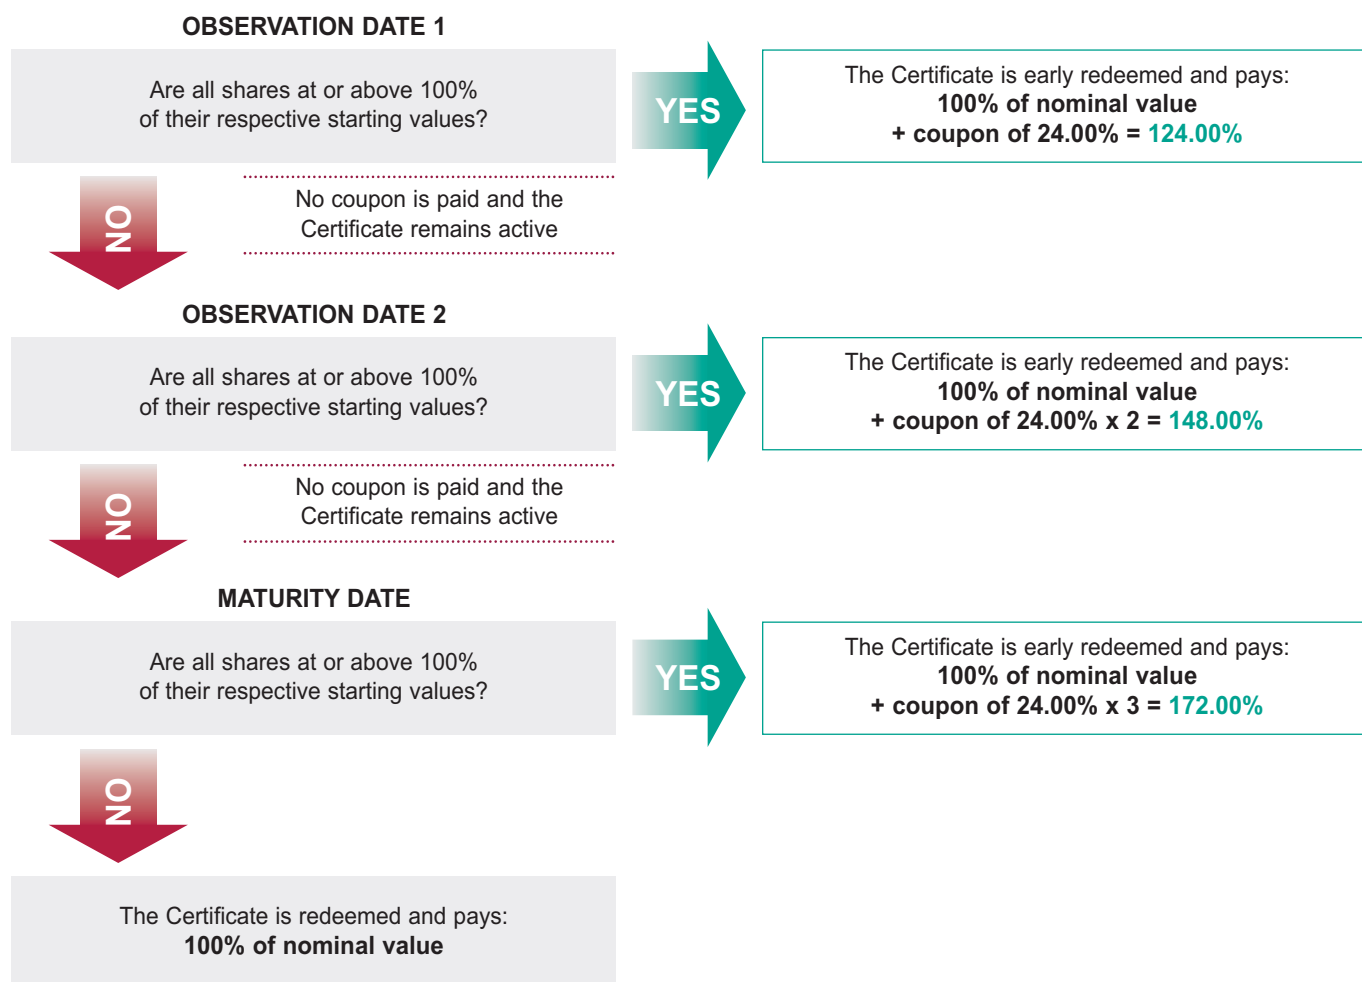 OBSERVATION DATE 1
Are all shares at or above 100%
of their respective starting values?
YES
The Certificate is early redeemed and pays:
100% of nominal value
+ coupon of 24.00% = 124.00%
NO
No coupon is paid and the
Certificate remains active
OBSERVATION DATE 2
Are all shares at or above 100%
of their respective starting values?
YES
The Certificate is early redeemed and pays:
100% of nominal value
+ coupon of 24.00% x 2 = 148.00%
NO
No coupon is paid and the
Certificate remains active
MATURITY DATE
Are all shares at or above 100%
of their respective starting values?
YES
The Certificate is early redeemed and pays:
100% of nominal value
+ coupon of 24.00% x 3 = 172.00%
NO
The Certificate is redeemed and pays:
100% of nominal value